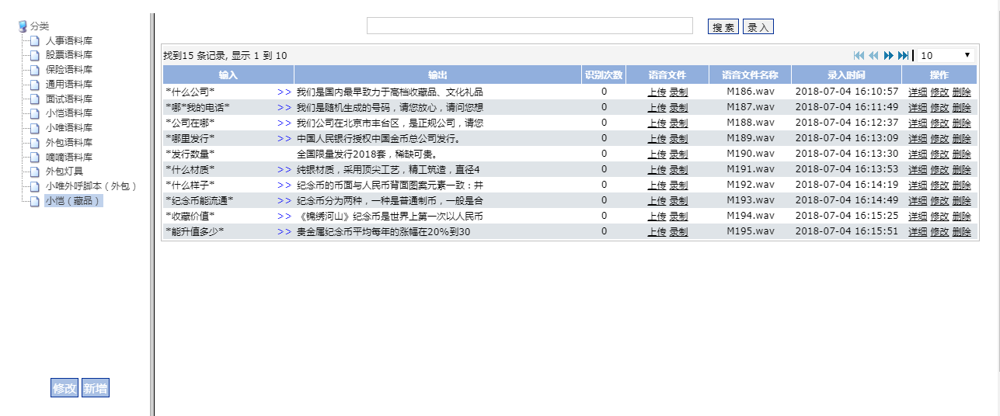 分类
人事语料库
股票语料库
保险语料库
通用语料库
面试语料库
小恺语料库
小唯语料库
外包语料库
嘀嘀语料库
外包灯具
小唯外呼脚本（外包）
小恺（藏品）
修改 新增
搜 索 录 入
找到15 条记录, 显示 1 到 10 10
输入 输出 识别次数 语音文件 语音文件名称 录入时间 操作
*什么公司* >> 我们是国内最早致力于高档收藏品、文化礼品 0 上传 录制 M186.wav 2018-07-04 16:10:57 详细 修改 删除
*哪*我的电话* >> 我们是随机生成的号码，请您放心，请问您想 0 上传 录制 M187.wav 2018-07-04 16:11:49 详细 修改 删除
*公司在哪* >> 我们公司在北京市丰台区，是正规公司，请您 0 上传 录制 M188.wav 2018-07-04 16:12:37 详细 修改 删除
*哪里发行* >> 中国人民银行授权中国金币总公司发行。 0 上传 录制 M189.wav 2018-07-04 16:13:09 详细 修改 删除
*发行数量* 全国限量发行2018套，稀缺可贵。 0 上传 录制 M190.wav 2018-07-04 16:13:30 详细 修改 删除
*什么材质* >> 纯银材质，采用顶尖工艺，精工筑造，直径4 0 上传 录制 M191.wav 2018-07-04 16:13:53 详细 修改 删除
*什么样子* >> 纪念币的币面与人民币背面图案元素一致：井 0 上传 录制 M192.wav 2018-07-04 16:14:19 详细 修改 删除
*纪念币能流通* >> 纪念币分为两种，一种是普通制币，一般是合 0 上传 录制 M193.wav 2018-07-04 16:14:49 详细 修改 删除
*收藏价值* >> 《锦绣河山》纪念币是世界上第一次以人民币 0 上传 录制 M194.wav 2018-07-04 16:15:25 详细 修改 删除
*能升值多少* >> 贵金属纪念币平均每年的涨幅在20%到30 0 上传 录制 M195.wav 2018-07-04 16:15:51 详细 修改 删除